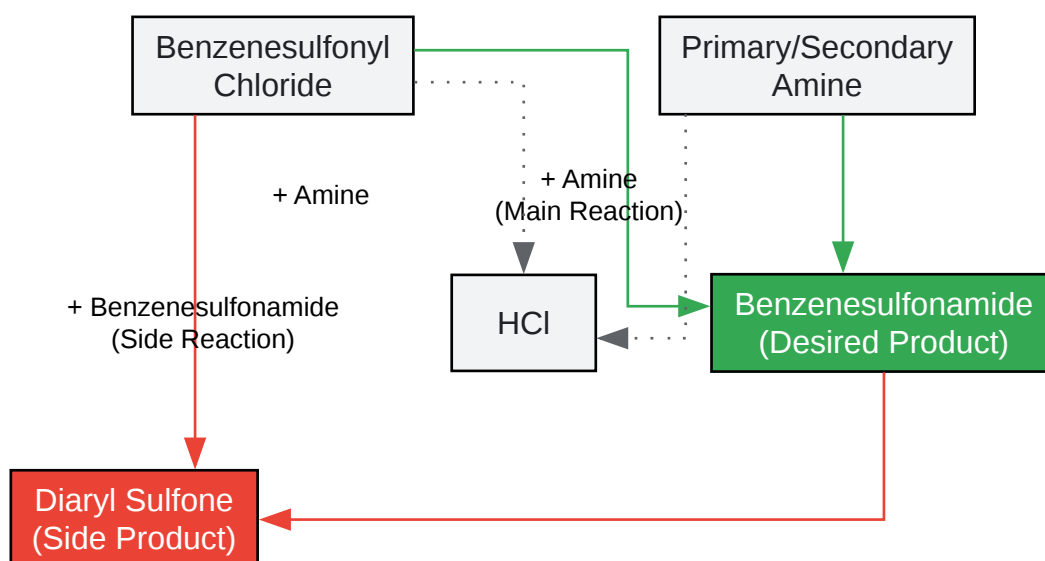 Benzenesulfonyl
Chloride
Primary/Secondary
Amine
+ Amine
+ Amine
(Main Reaction)
+ Benzenesulfonamide
(Side Reaction)
HCl
Benzenesulfonamide
(Desired Product)
Diaryl Sulfone
(Side Product)